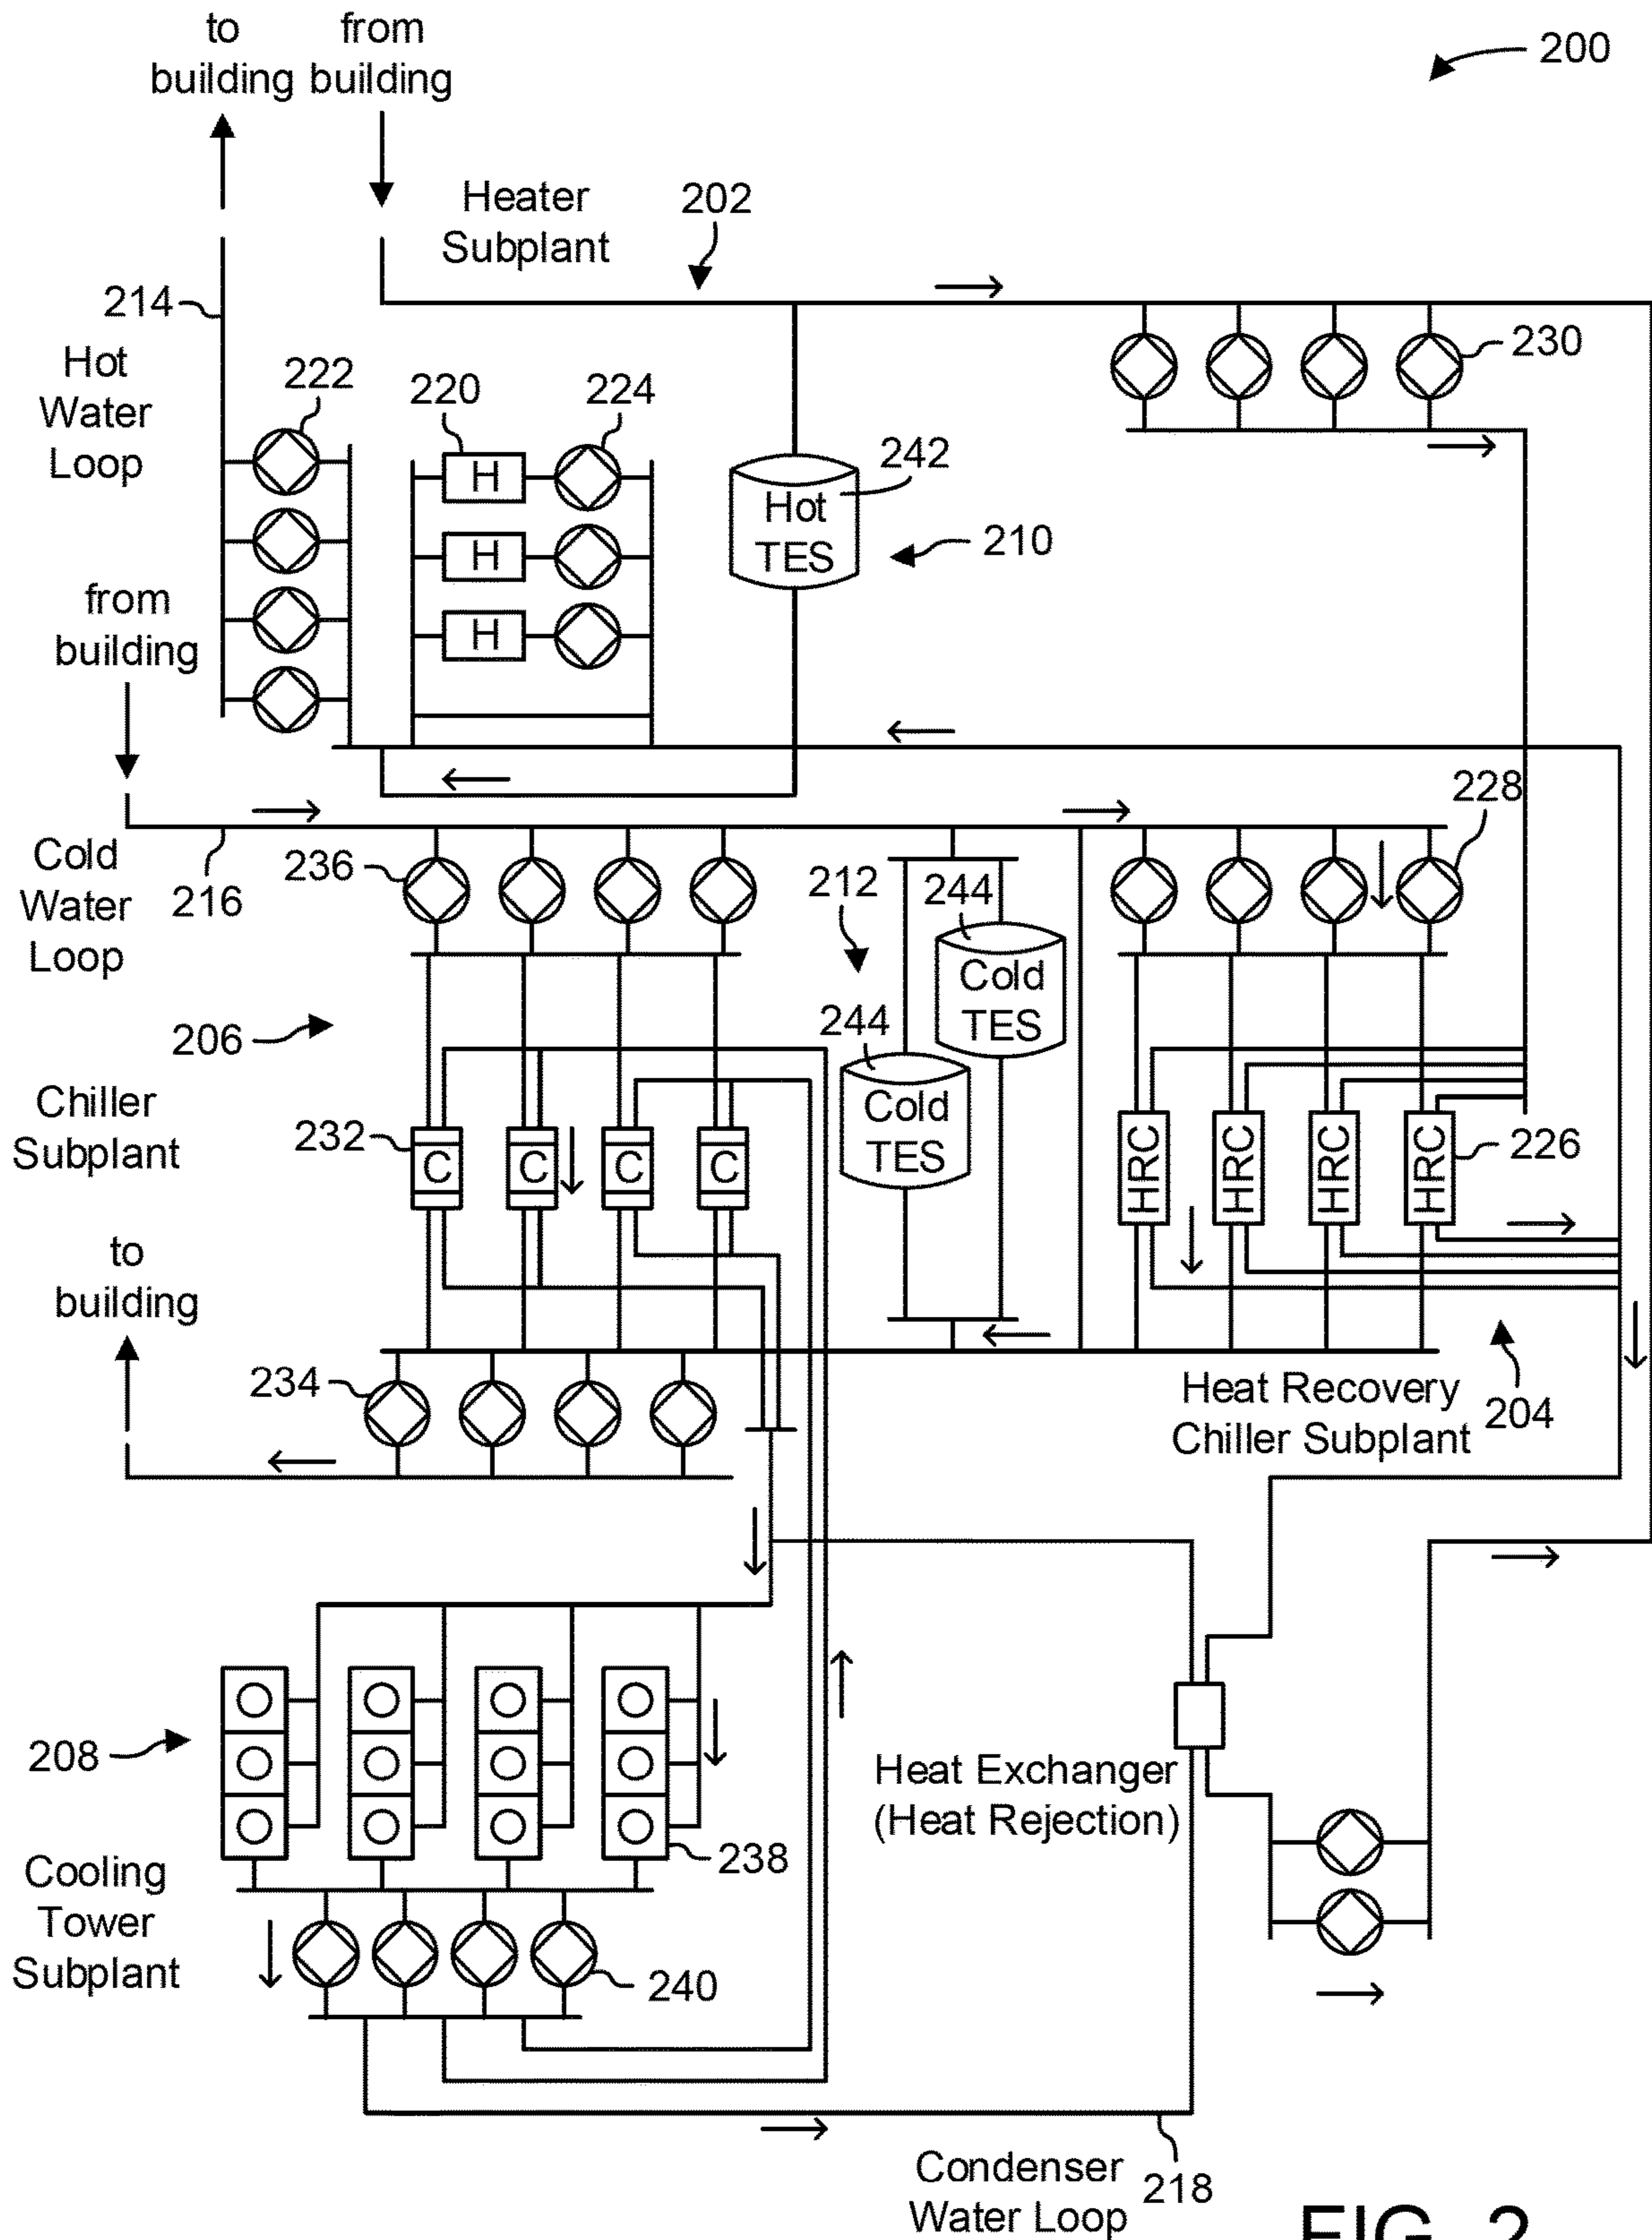 to
building
from
building
200
Heater
Subplant
202
214
Hot
Water
Loop
222
220
224
230
H
H
H
242
Hot
TES
210
from
building
228
Cold
Water
Loop
216
236
212
244
Cold
TES
244
Cold
TES
206
Chiller
Subplant
232
C
C
C
C
HRC
HRC
HRC
HRC
226
to
building
234
Heat Recovery
Chiller Subplant
204
208
Heat Exchanger
(Heat Rejection)
238
Cooling
Tower
Subplant
240
Condenser
Water Loop
218
FIG. 2